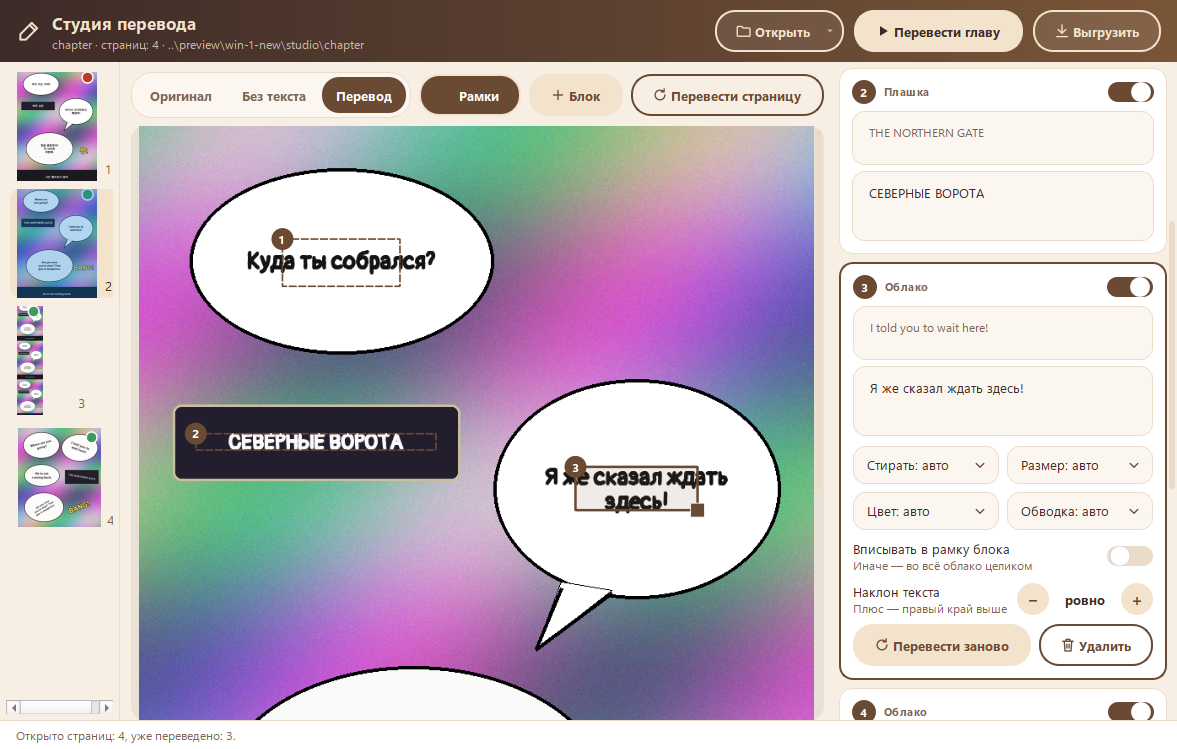 Студия перевода
chapter · страниц: 4 · ..\preview\win-1-new\studio\chapter
Открыть
Перевести главу
Выгрузить
1
2
3
4
Оригинал
Без текста
Перевод
Рамки
Блок
Перевести страницу
1
Куда ты собрался?
2
СЕВЕРНЫЕ ВОРОТА
3
Я же сказал ждать
здесь!
2 Плашка
THE NORTHERN GATE
СЕВЕРНЫЕ ВОРОТА
3 Облако
I told you to wait here!
Я же сказал ждать здесь!
Стирать: авто
Размер: авто
Цвет: авто
Обводка: авто
Вписывать в рамку блока
Иначе — во всё облако целиком
Наклон текста
Плюс — правый край выше
− ровно +
Перевести заново
Удалить
4 Облако
Открыто страниц: 4, уже переведено: 3.